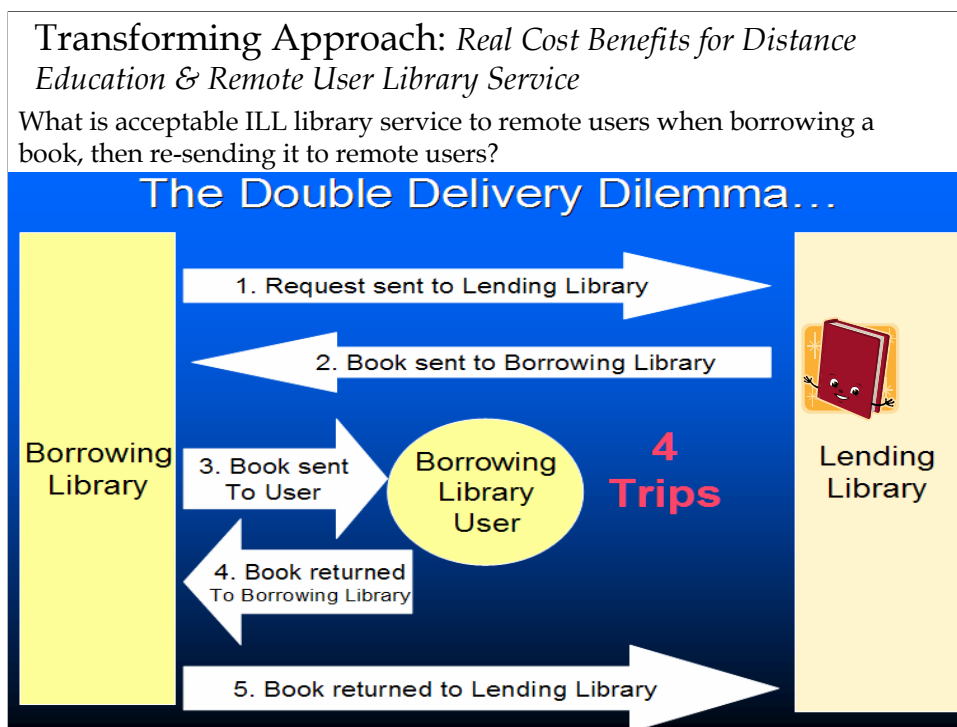 Transforming Approach: Real Cost Benefits for Distance
Education & Remote User Library Service
What is acceptable ILL library service to remote users when borrowing a
book, then re-sending it to remote users?
The Double Delivery Dilemma...
1. Request sent to Lending Library
2. Book sent to Borrowing Library
Borrowing
Library
3. Book sent
To User
Borrowing
Library
User
4
Trips
Lending
Library
4. Book returned
To Borrowing Library
5. Book returned to Lending Library